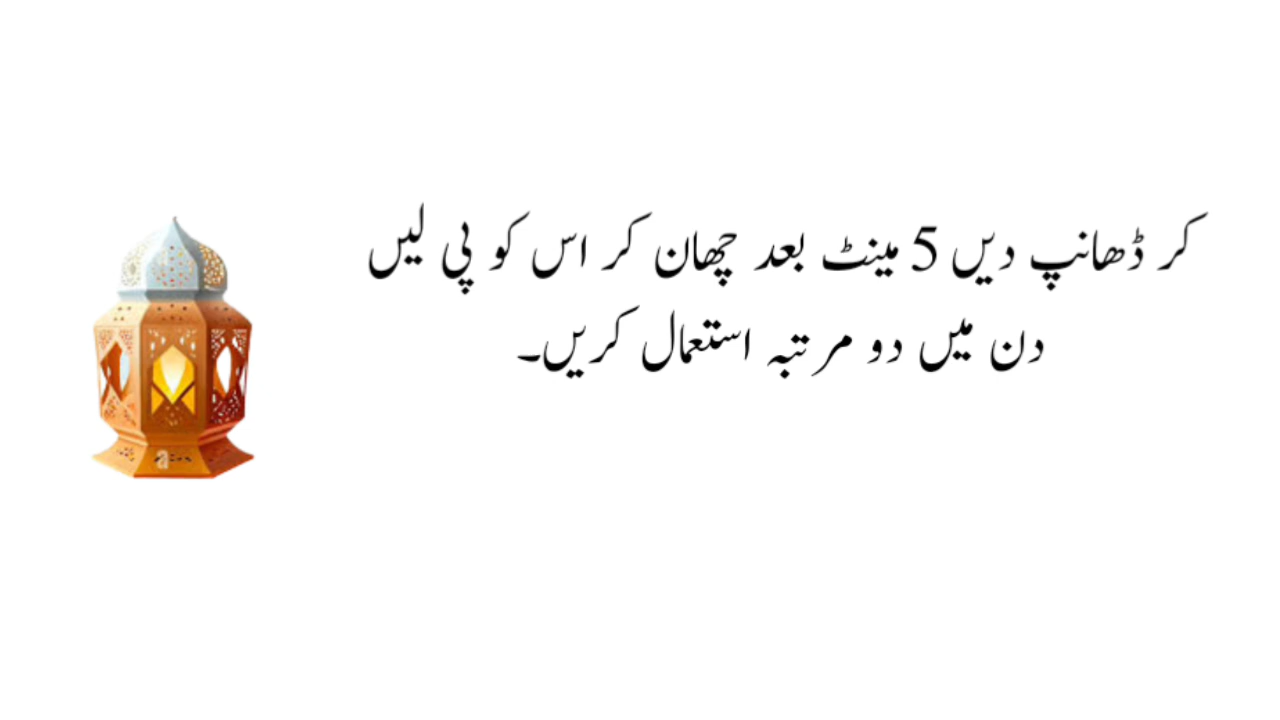 کر ڈھانپ دیں 5 مینٹ بعد چھان کر اس کو پی لیں
دن میں دو مرتبہ استعمال کریں۔